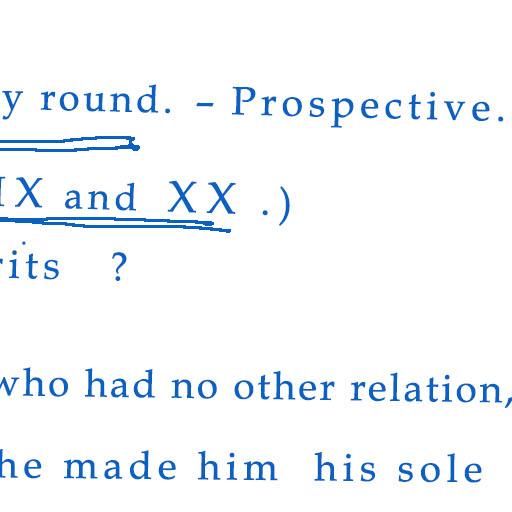 y round. – Prospective.
IX and XX .)
rits ?
who had no other relation,
he made him his sole